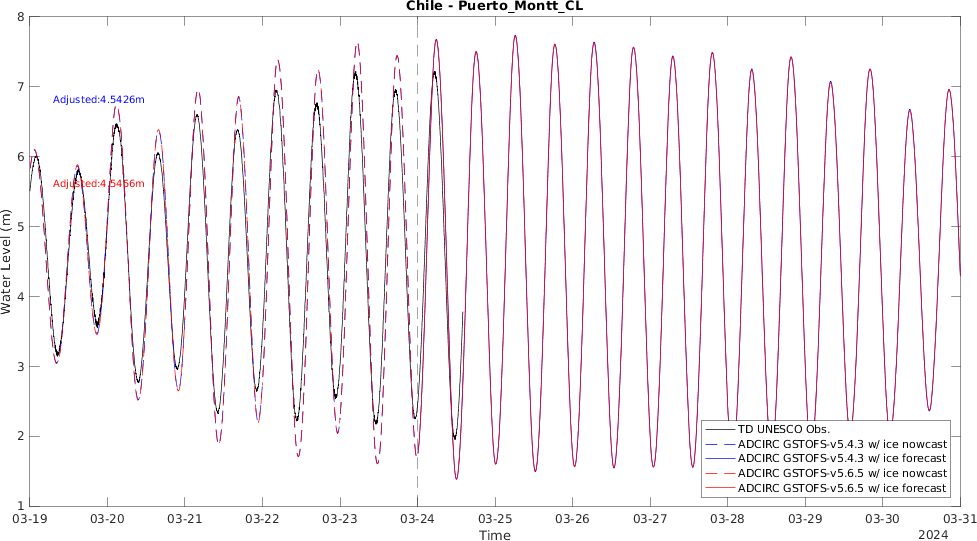 Chile - Puerto_Montt_CL
8
7
6
5
4
3
2
1
Water Level (m)
Adjusted:4.5426m
Adjusted:4.5456m
TD UNESCO Obs.
ADCIRC GSTOFS-v5.4.3 w/ ice nowcast
ADCIRC GSTOFS-v5.4.3 w/ ice forecast
ADCIRC GSTOFS-v5.6.5 w/ ice nowcast
ADCIRC GSTOFS-v5.6.5 w/ ice forecast
03-19 03-20 03-21 03-22 03-23 03-24 03-25 03-26 03-27 03-28 03-29 03-30 03-31
Time
2024